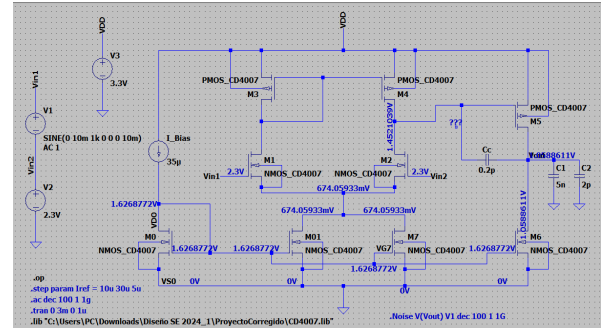 VDD
VDD
V3
3.3V
Vin1
V1
SINE(0 10m 1k 0 0 0 10m)
AC 1
Vin2
V2
2.3V
I_Bias
35µ
PMOS_CD4007
M3
PMOS_CD4007
M4
PMOS_CD4007
M5
1.4521039V
???
Cc
0.2p
1.0588611V
C1
5n
C2
2p
M1
2.3V
Vin1
NMOS_CD4007
M2
2.3V
Vin2
NMOS_CD4007
674.05933mV
674.05933mV
674.05933mV
1.6268772V
VDD
M0
NMOS_CD4007
VS0
0V
1.6268772V
1.6268772V
M01
NMOS_CD4007
0V
M7
VG7
NMOS_CD4007
1.6268772V
0V
1.6268772V
M6
NMOS_CD4007
0V
1.0588611V
.op
.step param Iref = 10u 30u 5u
.ac dec 100 1 1g
.tran 0 3m 0 1u
.lib "C:\Users\PC\Downloads\Diseño SE 2024_1\ProyectoCorregido\CD4007.lib"
.Noise V(Vout) V1 dec 100 1 1G